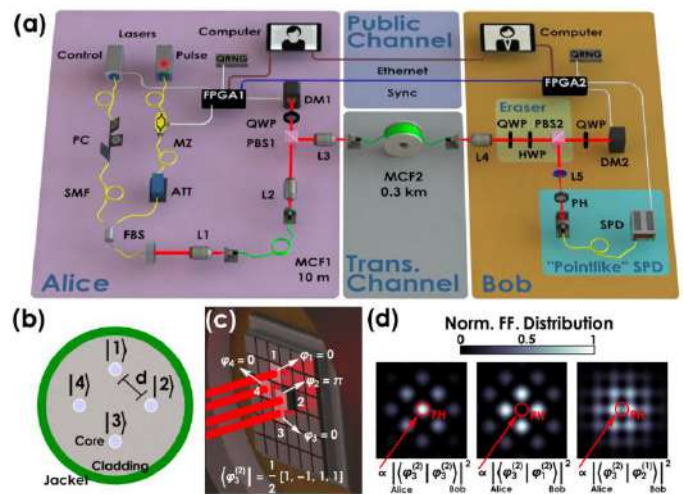 (a)
Lasers
Computer
Public
Channel
Computer
Control
Pulse
QRNG
QRNG
Ethernet
FPGA1
FPGA2
Sync
DM1
Eraser
QWP
QWP
PBS2
QWP
PC
MZ
PBS1
L3
L4
HWP
DM2
MCF2
0.3 km
L5
SMF
ATT
L2
PH
SPD
FBS
L1
MCF1
10 m
Alice
Trans.
Channel
Bob
"Pointlike" SPD
(b)
(c)
(d)
Norm. FF. Distribution
0 0.5 1
|1⟩
|4⟩
d
|2⟩
|3⟩
Core
Cladding
Jacket
φ₄ = 0
1
φ₁ = 0
φ₂ = π
4
2
3
φ₃ = 0
⟨φ₃⁽²⁾| = 1/2 [1, -1, 1, 1]
PH
PH
PH
∝ |⟨φ₃⁽²⁾|φ₃⁽²⁾⟩|²
∝ |⟨φ₃⁽²⁾|φ₁⁽²⁾⟩|²
∝ |⟨φ₃⁽²⁾|φ₂⁽¹⁾⟩|²
Alice Bob
Alice Bob